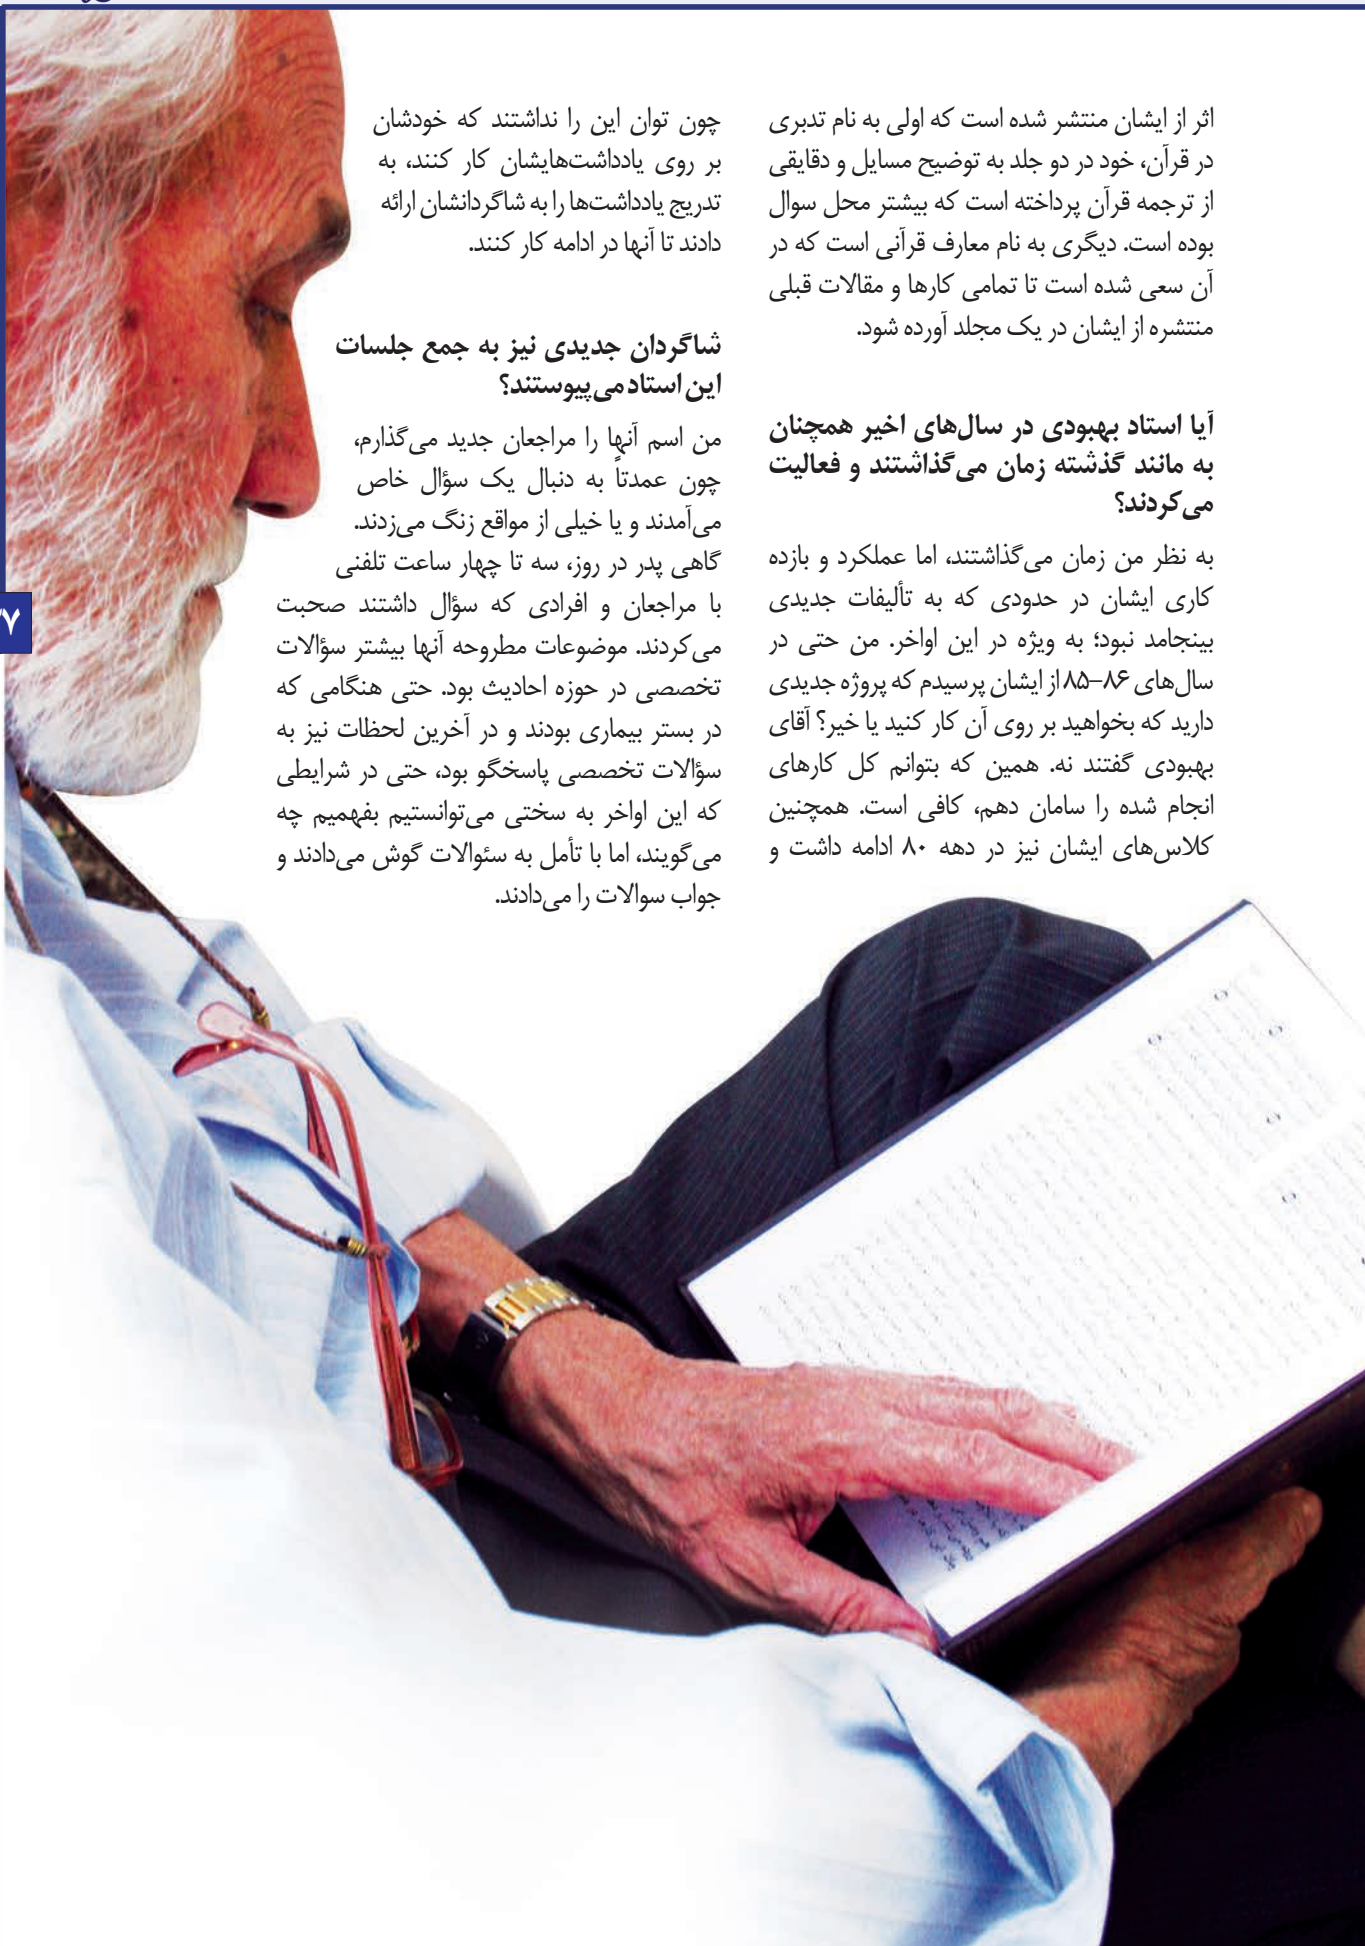 اثر از ایشان منتشر شده است که اولی به نام تدبری
در قرآن، خود در دو جلد به توضیح مسایل و دقایقی
از ترجمه قرآن پرداخته است که بیشتر محل سوال
بوده است. دیگری به نام معارف قرآنی است که در
آن سعی شده است تا تمامی کارها و مقالات قبلی
منتشره از ایشان در یک مجلد آورده شود.
آیا استاد بهبودی در سال‌های اخیر همچنان
به مانند گذشته زمان می‌گذاشتند و فعالیت
می‌کردند؟
به نظر من زمان می‌گذاشتند، اما عملکرد و بازده
کاری ایشان در حدودی که به تألیفات جدیدی
بینجامد نبود؛ به ویژه در این اواخر. من حتی در
سال‌های ۸۶–۸۵ از ایشان پرسیدم که پروژه جدیدی
دارید که بخواهید بر روی آن کار کنید یا خیر؟ آقای
بهبودی گفتند نه. همین که بتوانم کل کارهای
انجام شده را سامان دهم، کافی است. همچنین
کلاس‌های ایشان نیز در دهه ۸۰ ادامه داشت و
چون توان این را نداشتند که خودشان
بر روی یادداشت‌هایشان کار کنند، به
تدریج یادداشت‌ها را به شاگردانشان ارائه
دادند تا آنها در ادامه کار کنند.
شاگردان جدیدی نیز به جمع جلسات
این استاد می‌پیوستند؟
من اسم آنها را مراجعان جدید می‌گذارم،
چون عمدتاً به دنبال یک سؤال خاص
می‌آمدند و یا خیلی از مواقع زنگ می‌زدند.
گاهی پدر در روز، سه تا چهار ساعت تلفنی
با مراجعان و افرادی که سؤال داشتند صحبت
می‌کردند. موضوعات مطروحه آنها بیشتر سؤالات
تخصصی در حوزه احادیث بود. حتی هنگامی که
در بستر بیماری بودند و در آخرین لحظات نیز به
سؤالات تخصصی پاسخگو بود، حتی در شرایطی
که این اواخر به سختی می‌توانستیم بفهمیم چه
می‌گویند، اما با تأمل به سئوالات گوش می‌دادند و
جواب سوالات را می‌دادند.